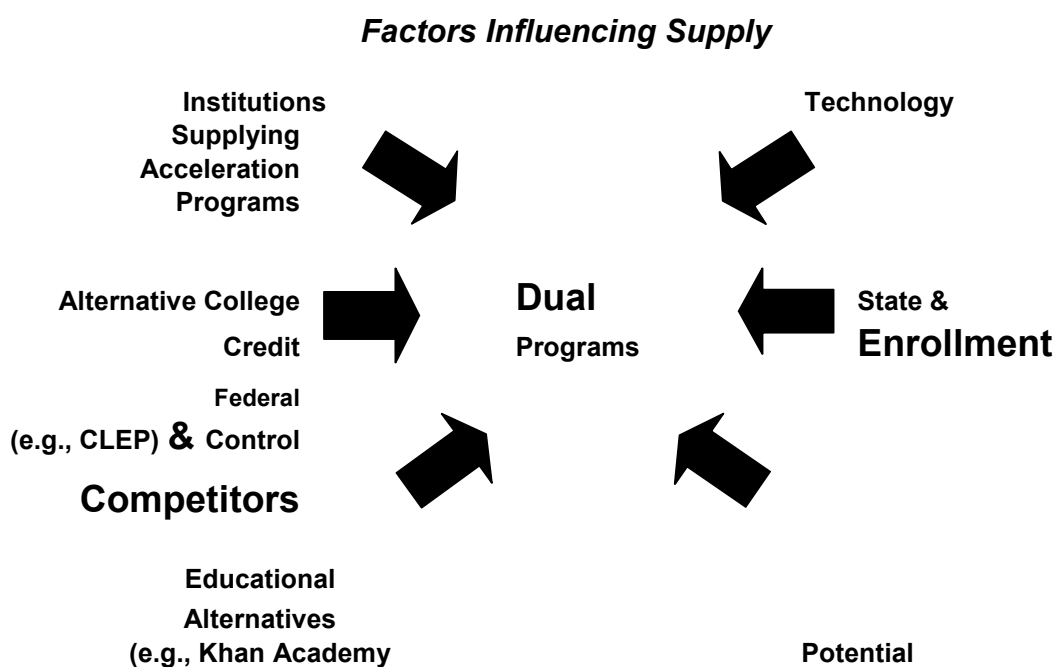 Factors Influencing Supply
Institutions
Supplying
Acceleration
Programs
Technology
Alternative College
Credit
Dual
Programs
State &
Enrollment
Federal
(e.g., CLEP) & Control
Competitors
Educational
Alternatives
(e.g., Khan Academy
Potential